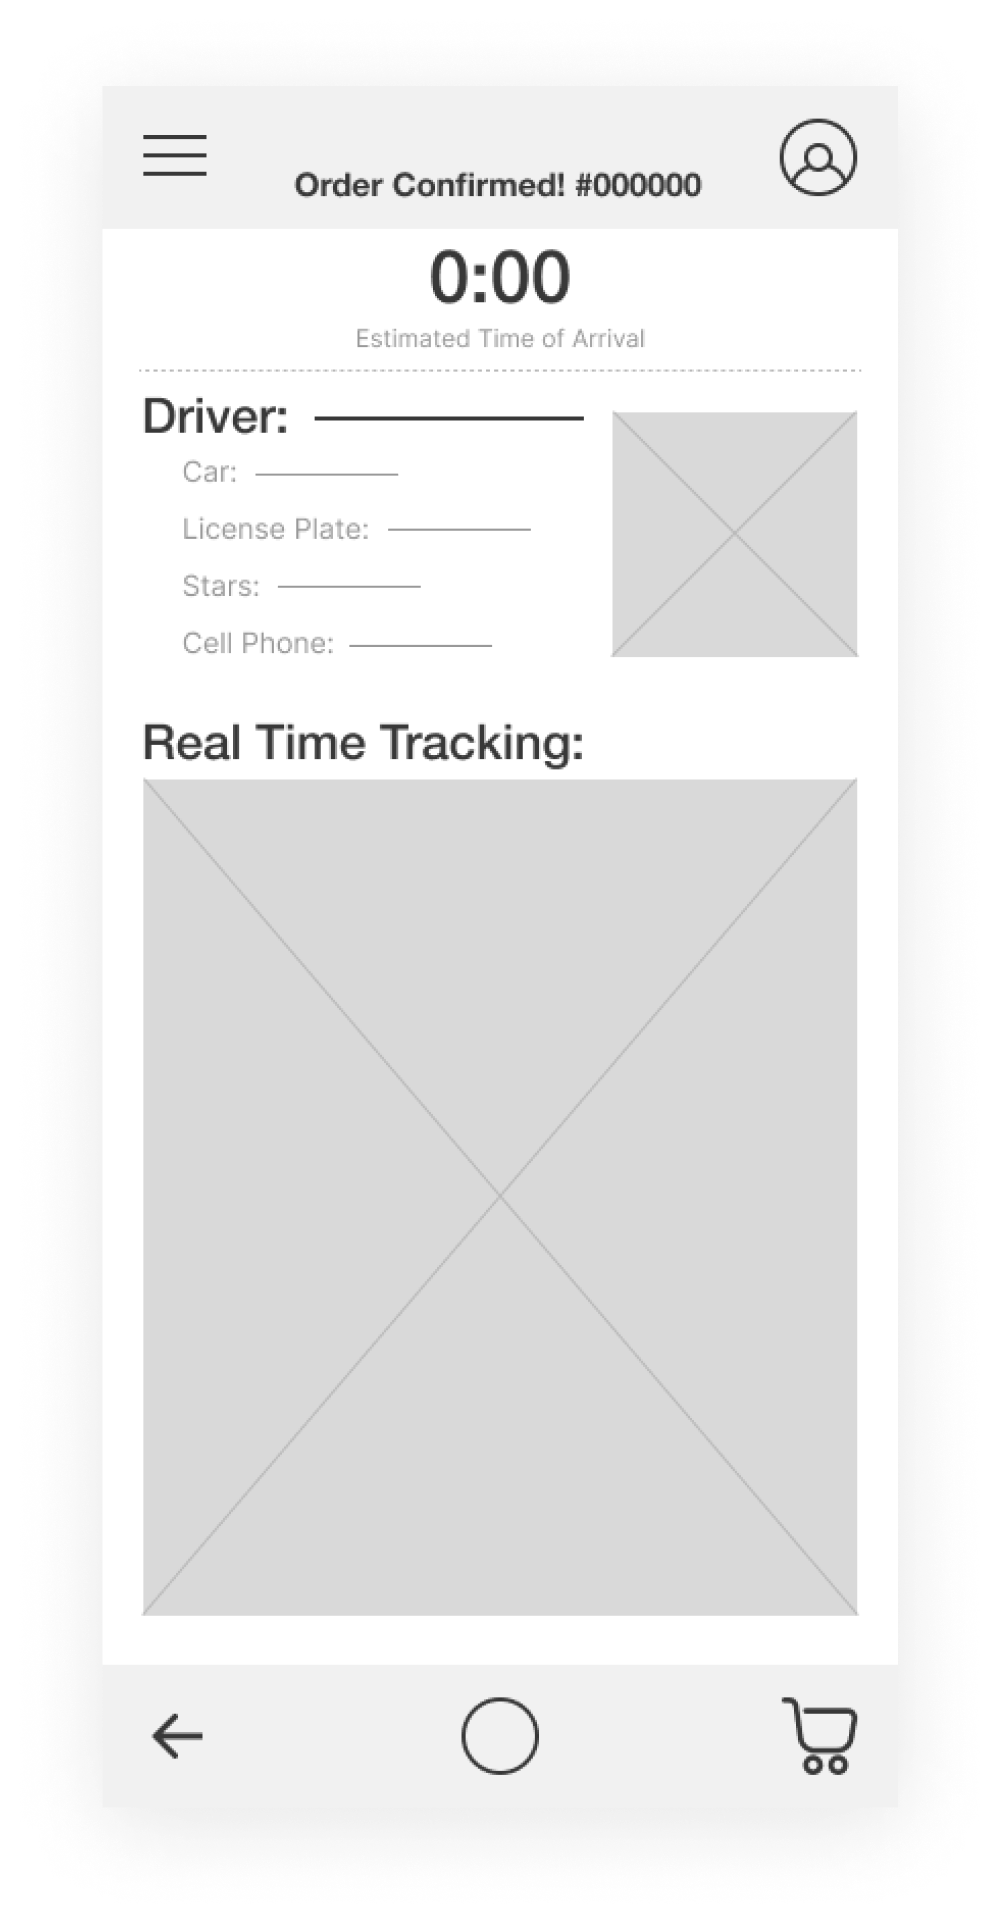 Order Confirmed! #000000
0:00
Estimated Time of Arrival
Driver:
Car:
License Plate:
Stars:
Cell Phone:
Real Time Tracking: